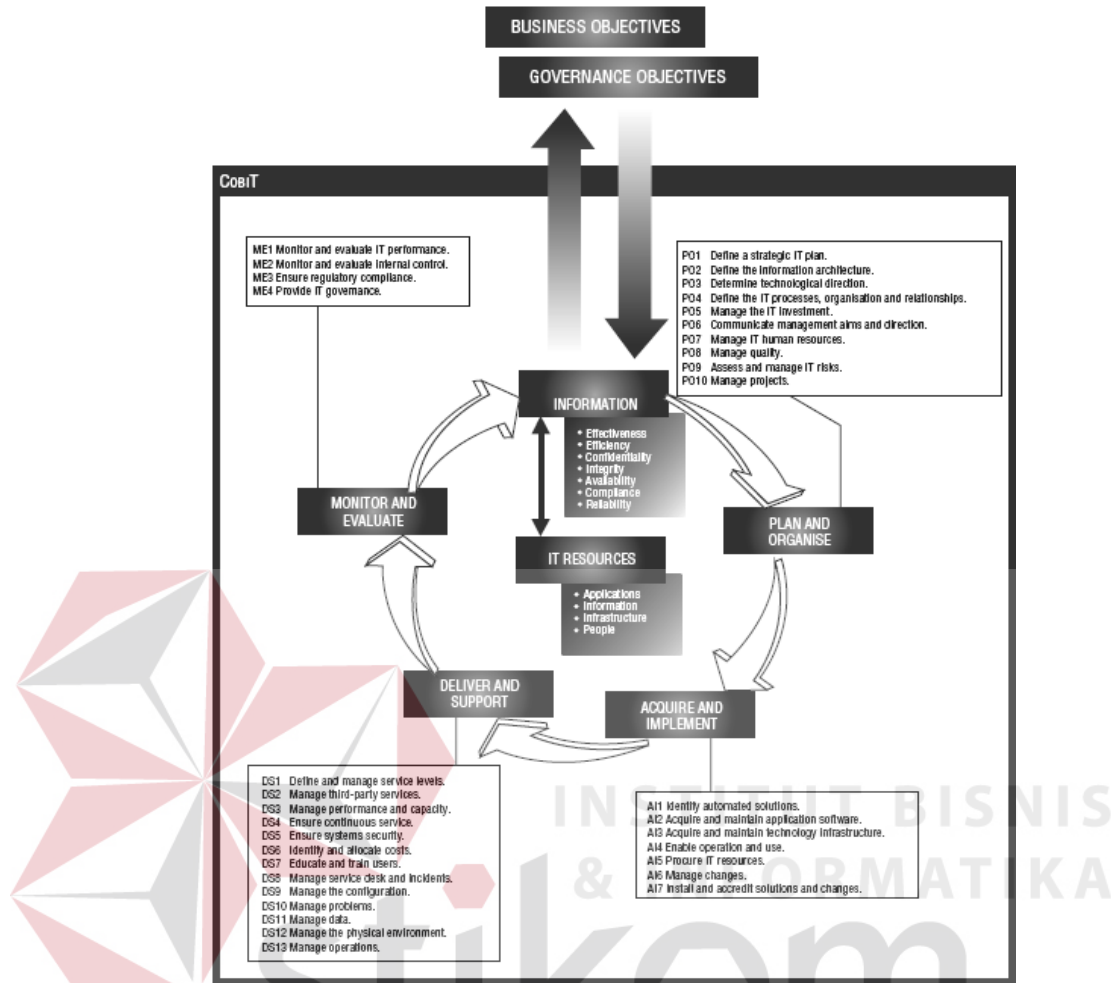 BUSINESS OBJECTIVES
GOVERNANCE OBJECTIVES
COBIT
ME1 Monitor and evaluate IT performance.
ME2 Monitor and evaluate internal control.
ME3 Ensure regulatory compliance.
ME4 Provide IT governance.
PO1 Define a strategic IT plan.
PO2 Define the information architecture.
PO3 Determine technological direction.
PO4 Define the IT processes, organisation and relationships.
PO5 Manage the IT investment.
PO6 Communicate management aims and direction.
PO7 Manage IT human resources.
PO8 Manage quality.
PO9 Assess and manage IT risks.
PO10 Manage projects.
INFORMATION
• Effectiveness
• Efficiency
• Confidentiality
• Integrity
• Availability
• Compliance
• Reliability
MONITOR AND
EVALUATE
PLAN AND
ORGANISE
IT RESOURCES
• Applications
• Information
• Infrastructure
• People
DELIVER AND
SUPPORT
ACQUIRE AND
IMPLEMENT
DS1 Define and manage service levels.
DS2 Manage third-party services.
DS3 Manage performance and capacity.
DS4 Ensure continuous service.
DS5 Ensure systems security.
DS6 Identify and allocate costs.
DS7 Educate and train users.
DS8 Manage service desk and incidents.
DS9 Manage the configuration.
DS10 Manage problems.
DS11 Manage data.
DS12 Manage the physical environment.
DS13 Manage operations.
AI1 Identify automated solutions.
AI2 Acquire and maintain application software.
AI3 Acquire and maintain technology infrastructure.
AI4 Enable operation and use.
AI5 Procure IT resources.
AI6 Manage changes.
AI7 Install and accredit solutions and changes.
INSTITUT BISNIS
& INFORMATIKA
stikom